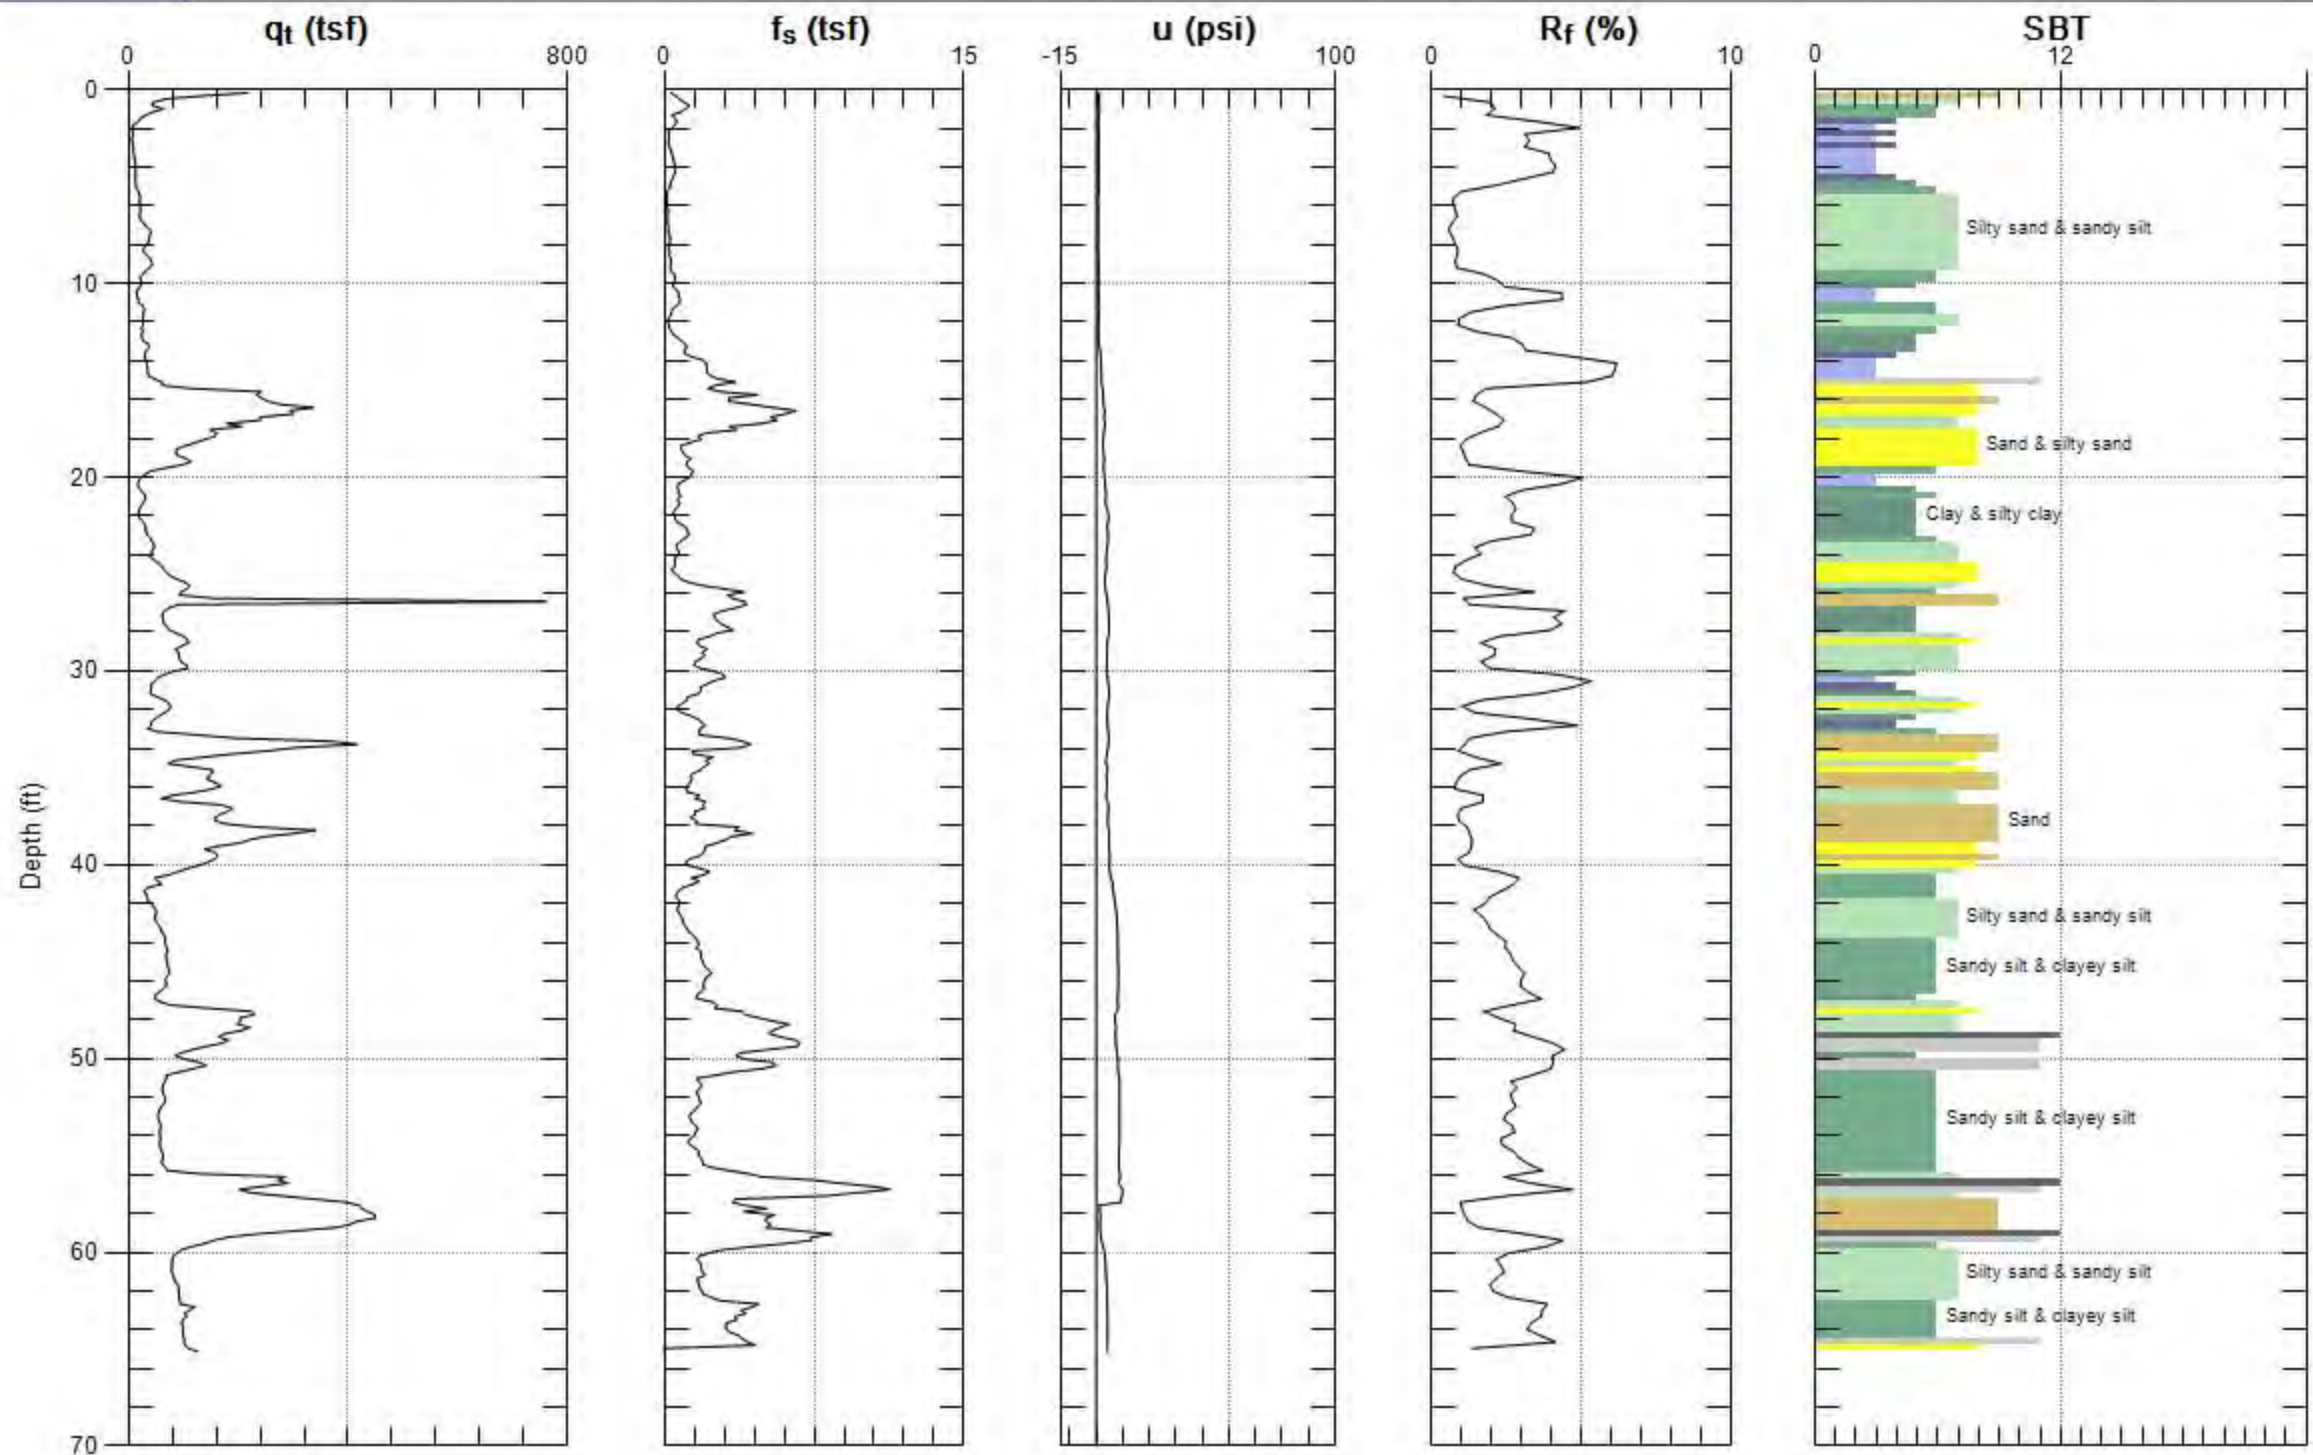 qt (tsf) fs (tsf) u (psi) Rf (%) SBT
0 800 0 15 -15 100 0 10 0 12
0
Silty sand & sandy silt
10
Sand & silty sand
20
Clay & silty clay
30
Depth (ft)
Sand
40
Silty sand & sandy silt
Sandy silt & clayey silt
50
Sandy silt & clayey silt
60
Silty sand & sandy silt
Sandy silt & clayey silt
70